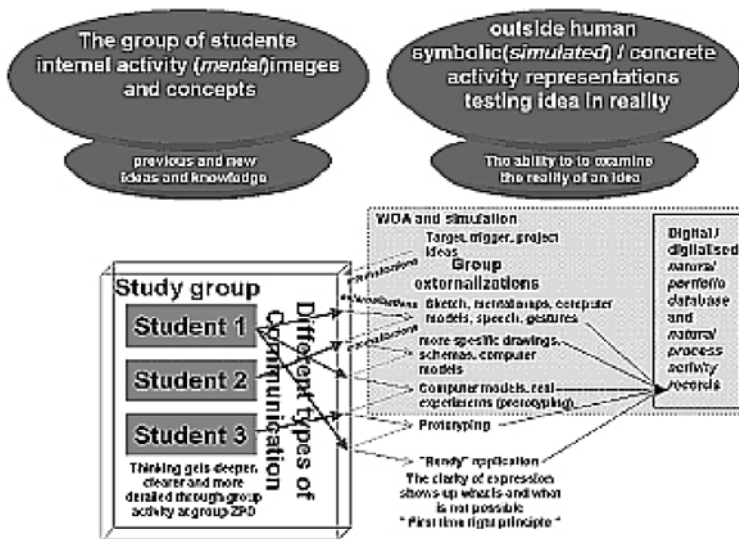 The group of students
internal activity (mental)images
and concepts
previous and new
ideas and knowledge
outside human
symbolic(simulated) / concrete
activity representations
testing idea in reality
The ability to to examine
the reality of an idea
WOA and simulation
Target, trigger, project
ideas
Group
externalizations
Sketch, mentalmaps, computer
models, speech, gestures
more spesific drawings,
schemas, computer
models
Computer models, real
experiments (prototyping)
Prototyping
"Ready" application
The clarity of expression
shows up what is and what
is not possible
" First time right principle "
Study group
Student 1
Student 2
Student 3
Thinking gets deeper,
clearer and more
detailed through group
activity at group ZPD
Different types of
Communication
externalizations
Digital /
digitalised
natural
portfolio
database
and
natural
process
activity
records